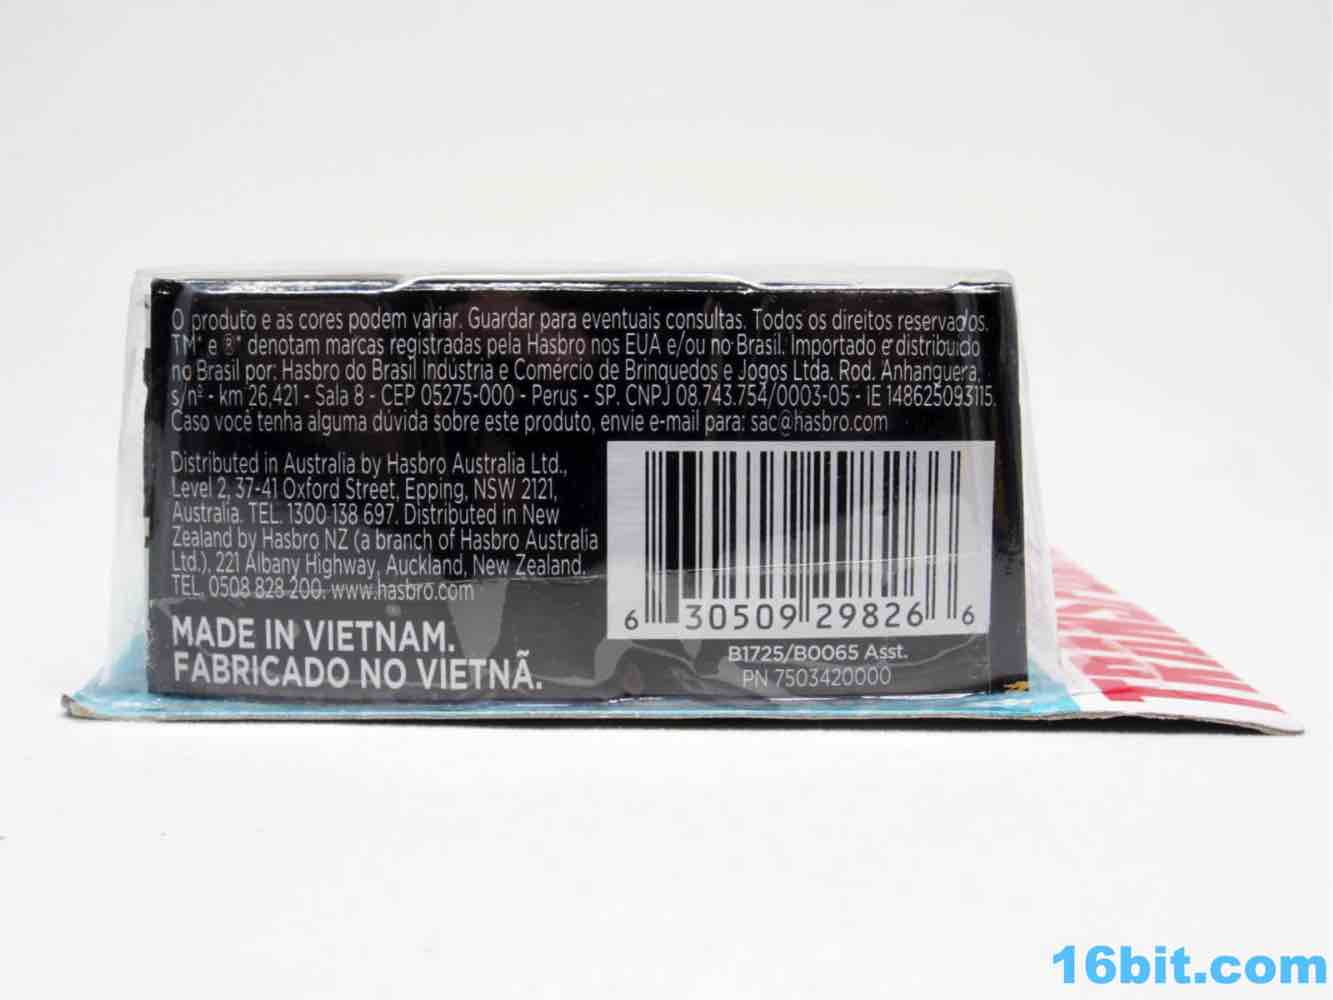 O produto e as cores podem variar. Guardar para eventuais consultas. Todos os direitos reservados.
TM* e ®* denotam marcas registradas pela Hasbro nos EUA e/ou no Brasil. Importado e distribuído
no Brasil por: Hasbro do Brasil Indústria e Comércio de Brinquedos e Jogos Ltda. Rod. Anhanguera,
s/nº - km 26,421 - Sala 8 - CEP 05275-000 - Perus - SP. CNPJ 08.743.754/0003-05 - IE 148625093115.
Caso você tenha alguma dúvida sobre este produto, envie e-mail para: sac@hasbro.com
Distributed in Australia by Hasbro Australia Ltd.,
Level 2, 37-41 Oxford Street, Epping, NSW 2121,
Australia. TEL. 1300 138 697. Distributed in New
Zealand by Hasbro NZ (a branch of Hasbro Australia
Ltd.), 221 Albany Highway, Auckland, New Zealand.
TEL. 0508 828 200. www.hasbro.com
MADE IN VIETNAM.
FABRICADO NO VIETNÃ.
6 30509 29826 6
B1725/B0065 Asst.
PN 7503420000
16bit.com